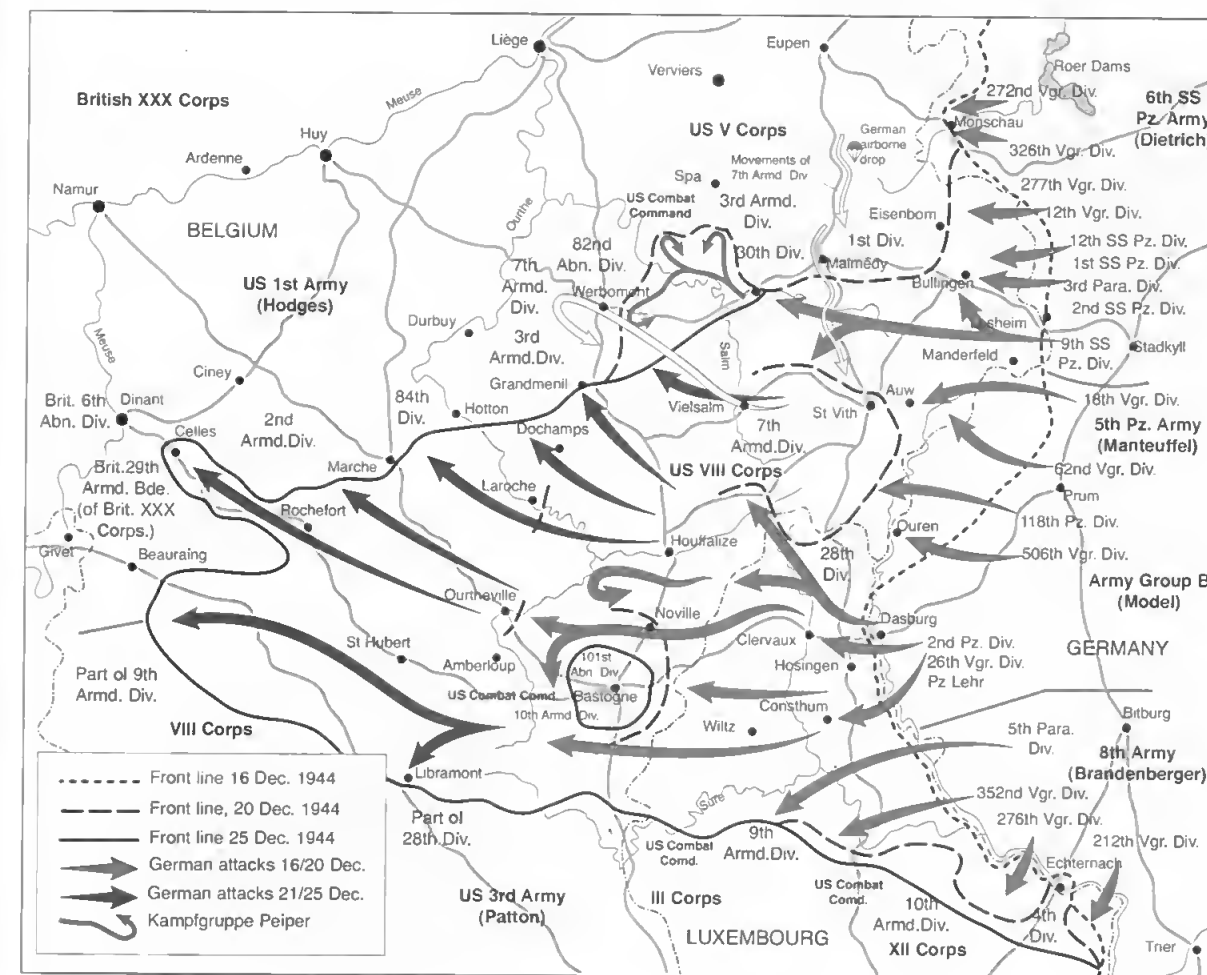 Liège
Eupen
Roer Dams
Verviers
British XXX Corps
Meuse
272nd Vgr. Div.
6th SS
Pz. Army
(Dietrich
Monschau
US V Corps
German
airborne
drop
Huy
Ardenne
Movements of
7th Armd Div
326th Vgr. Div.
Spa
277th Vgr. Div.
Namur
US Combat
Command
3rd Armd.
Div.
Ourthe
Eisenborn
12th Vgr. Div.
BELGIUM
82nd
Abn. Div.
30th Div.
1st Div.
12th SS Pz. Div.
7th
Armd.
Div.
Malmédy
1st SS Pz. Div.
US 1st Army
(Hodges)
Werbomont
Bullingen
3rd Para. Div.
2nd SS Pz. Div.
Meuse
Durbuy
3rd
Armd.Div.
Salm
9th SS
Pz. Div.
Stadkyll
Manderfeld
Ciney
Grandmenil
Auw
18th Vgr. Div.
Brit. 6th
Abn. Div.
Dinant
84th
Div.
Hotton
Vielsalm
St Vith
5th Pz. Army
(Manteuffel)
2nd
Armd.Div.
Celles
Dochamps
7th
Armd.Div.
Marche
US VIII Corps
62nd Vgr. Div.
Brit.29th
Armd. Bde.
(of Brit. XXX
Corps.)
Laroche
Prum
Rochefort
118th Pz. Div.
Givet
Beauraing
Houffalize
Ouren
28th
Div.
506th Vgr. Div.
Army Group B
(Model)
Ourtheville
Noville
Dasburg
Clervaux
2nd Pz. Div.
GERMANY
St Hubert
Amberloup
101st
Abn Div.
Hosingen
26th Vgr. Div.
Pz Lehr
Part of 9th
Armd. Div.
US Combat Comd.
Bastogne
10th Armd Div.
Consthum
Wiltz
Bitburg
VIII Corps
5th Para.
Div.
8th Army
(Brandenberger)
Front line 16 Dec. 1944
Front line, 20 Dec. 1944
Front line 25 Dec. 1944
German attacks 16/20 Dec.
German attacks 21/25 Dec.
Kampfgruppe Peiper
Libramont
Sure
352nd Vgr. Div.
276th Vgr. Div.
Part of
28th Div.
9th
Armd.Div.
212th Vgr. Div.
US Combat
Comd.
Echternach
US Combat
Comd.
US 3rd Army
(Patton)
III Corps
10th
Armd.Div.
4th
Div.
LUXEMBOURG
XII Corps
Trier